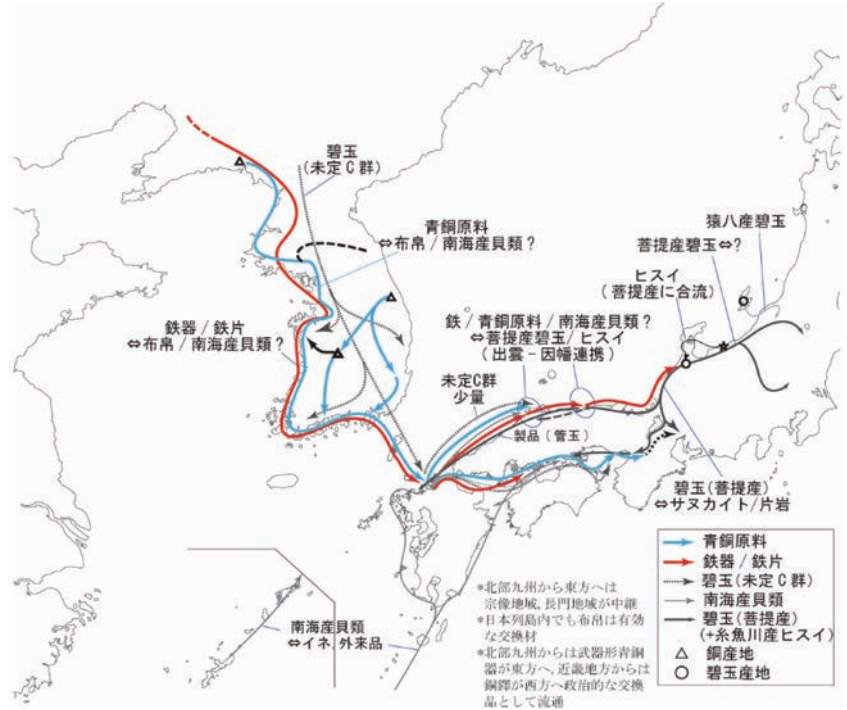 碧玉
(未定C群)
青銅原料
⇔布帛/南海産貝類?
鉄器/鉄片
⇔布帛/南海産貝類?
猿八産碧玉
菩提産碧玉⇔?
ヒスイ
(菩提産に合流)
鉄/青銅原料/南海産貝類?
⇔菩提産碧玉/ヒスイ
(出雲-因幡連携)
未定C群
少量
製品(管玉)
碧玉(菩提産)
⇔サヌカイト/片岩
南海産貝類
⇔イネ、外来品
*北部九州から東方へは
宗像地域、長門地域が中継
*日本列島内でも布帛は有効
な交換材
*北部九州からは武器形青銅
器が東方へ、近畿地方からは
銅鐸が西方へ政治的な交換
品として流通
青銅原料
鉄器/鉄片
碧玉(未定C群)
南海産貝類
碧玉(菩提産)
(+糸魚川産ヒスイ)
銅産地
碧玉産地